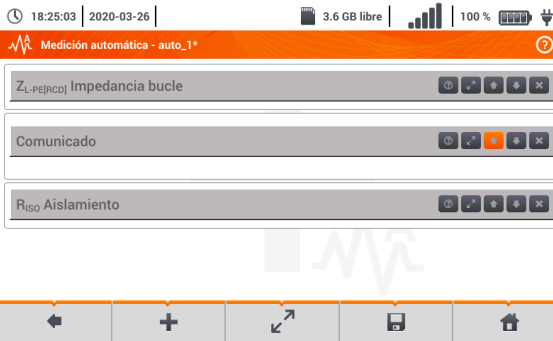 18:25:03 2020-03-26 3.6 GB libre 100 %
Medición automática - auto_1* ?
ZL-PE[RCD] Impedancia bucle
Comunicado
RISO Aislamiento